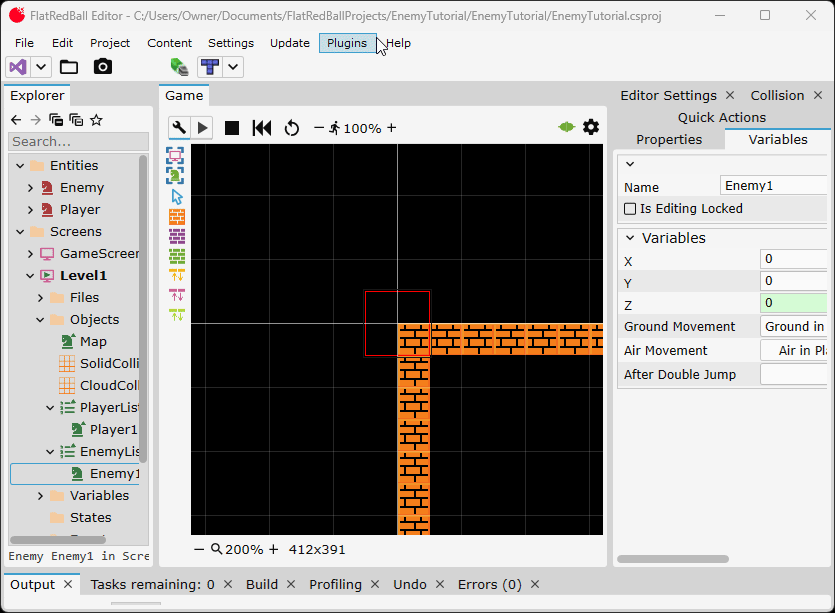 FlatRedBall Editor - C:/Users/Owner/Documents/FlatRedBallProjects/EnemyTutorial/EnemyTutorial/EnemyTutorial.csproj
File Edit Project Content Settings Update Plugins Help
Explorer
Search...
Entities
Enemy
Player
Screens
GameScreen
Level1
Files
Objects
Map
SolidColli
CloudColl
PlayerList
Player1
EnemyLis
Enemy1
Variables
States
Enemy Enemy1 in Scre
Game
100%
200% 412x391
Editor Settings Collision
Quick Actions
Properties Variables
Name Enemy1
Is Editing Locked
Variables
X 0
Y 0
Z 0
Ground Movement Ground in
Air Movement Air in Pla
After Double Jump
Output Tasks remaining: 0 Build Profiling Undo Errors (0)